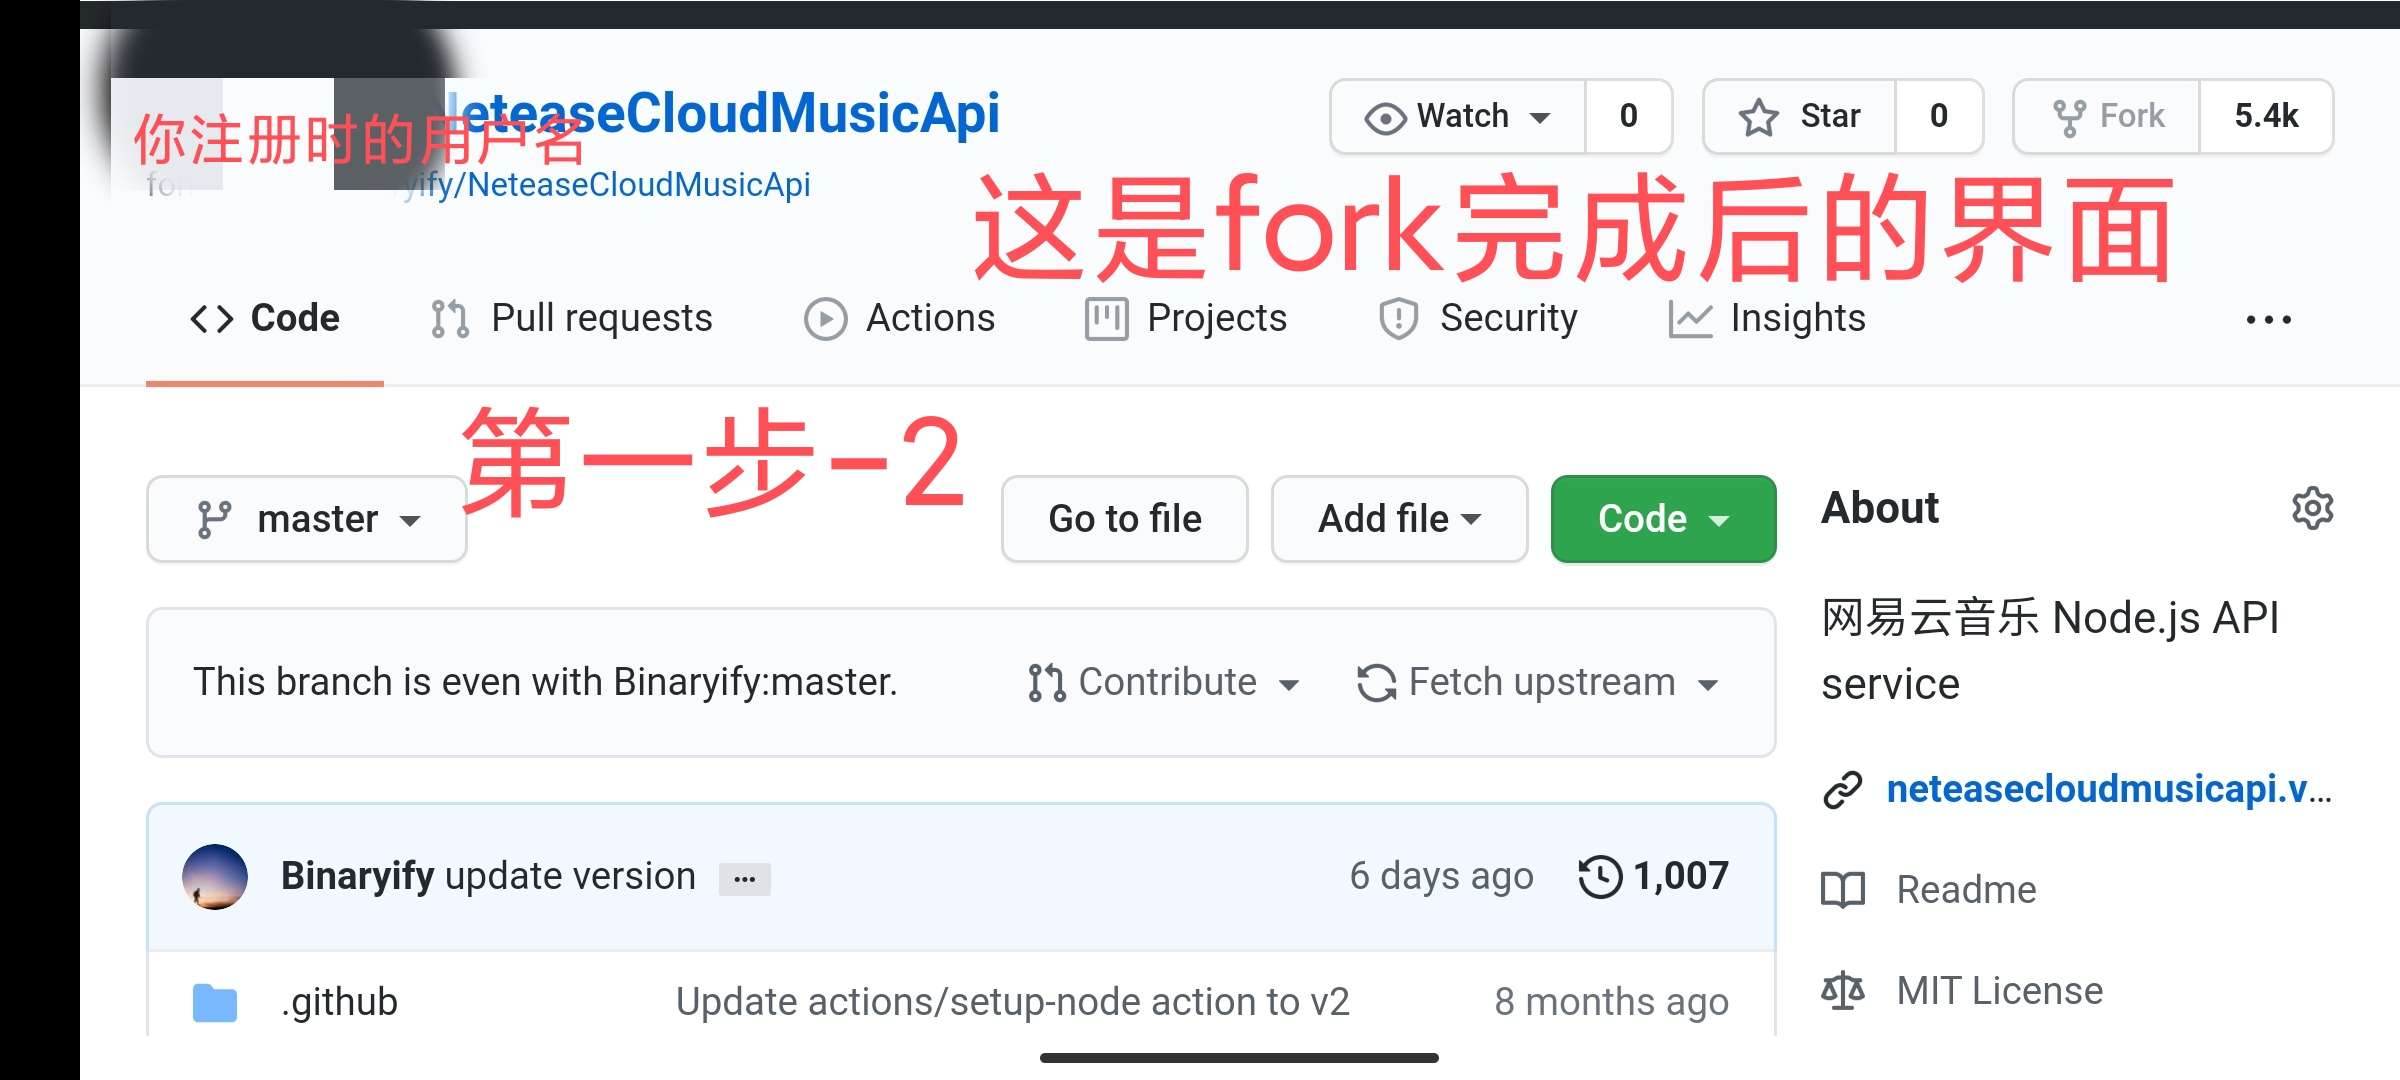 eteaseCloudMusicApi
Watch 0
Star 0
Fork 5.4k
你注册时的用户名
yify/NeteaseCloudMusicApi
这是fork完成后的界面
Code
Pull requests
Actions
Projects
Security
Insights
第一步-2
master
Go to file
Add file
Code
About
网易云音乐 Node.js API
service
This branch is even with Binaryify:master.
Contribute
Fetch upstream
neteasecloudmusicapi.v...
Binaryify update version
6 days ago
1,007
Readme
.github
Update actions/setup-node action to v2
8 months ago
MIT License